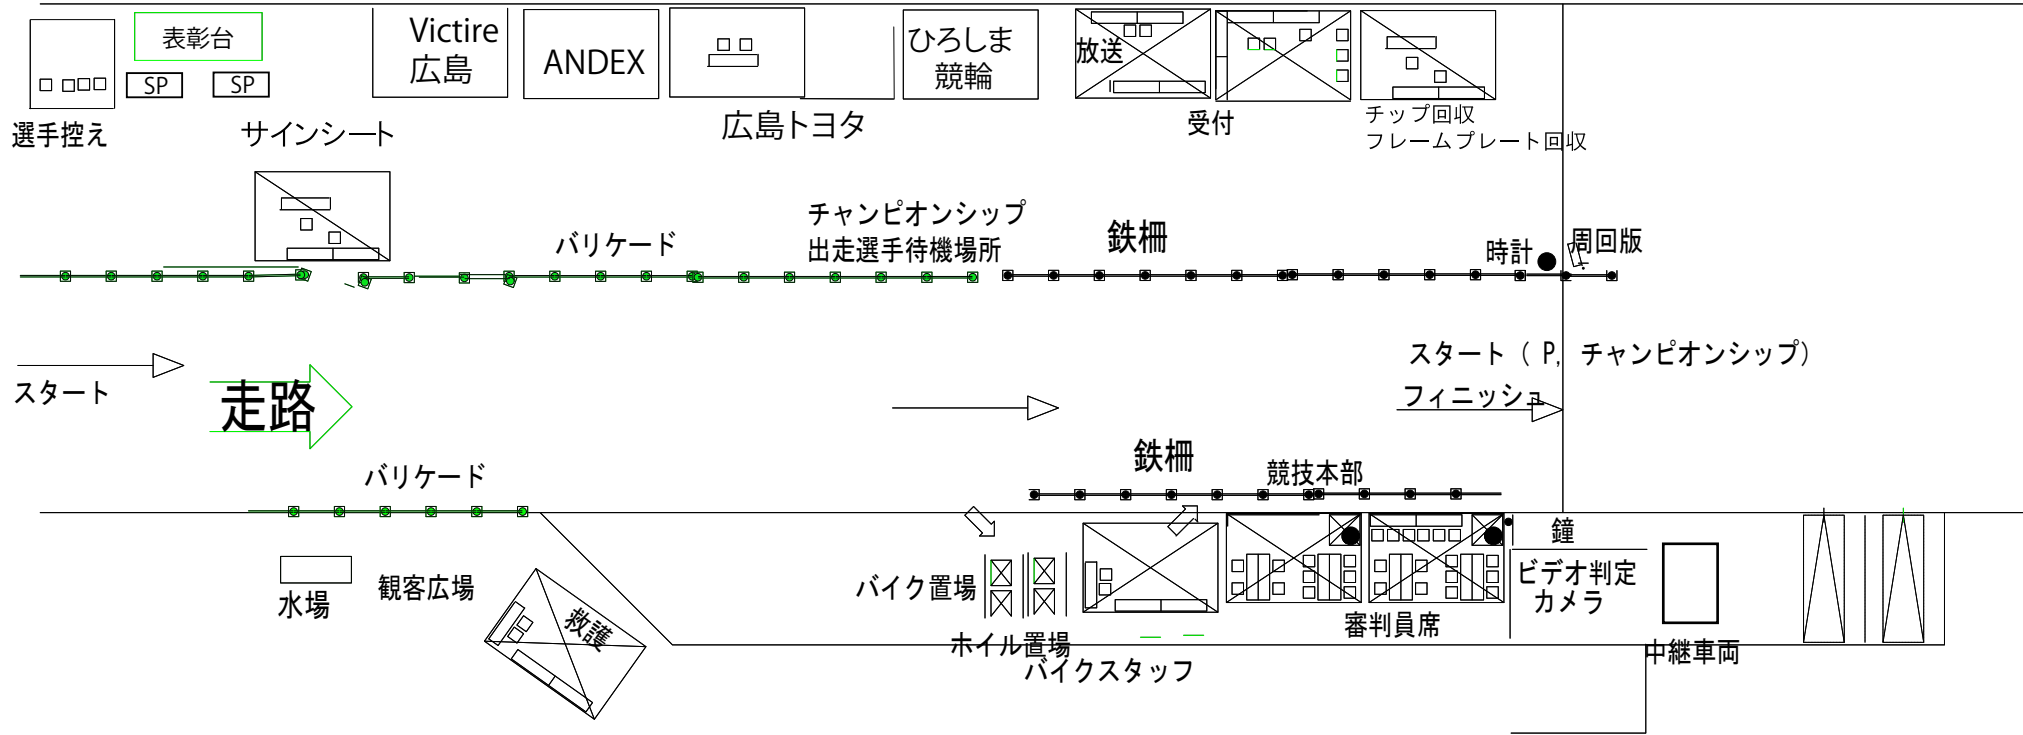 表彰台
SP
SP
選手控え
サインシート
Victire
広島
ANDEX
広島トヨタ
ひろしま
競輪
放送
受付
チップ回収
フレームプレート回収
バリケード
チャンピオンシップ
出走選手待機場所
鉄柵
時計
周回版
スタート
走路
スタート（ P, チャンピオンシップ）
フィニッシュ
バリケード
鉄柵
競技本部
水場
観客広場
救護
バイク置場
ホイル置場
バイクスタッフ
審判員席
鐘
ビデオ判定
カメラ
中継車両